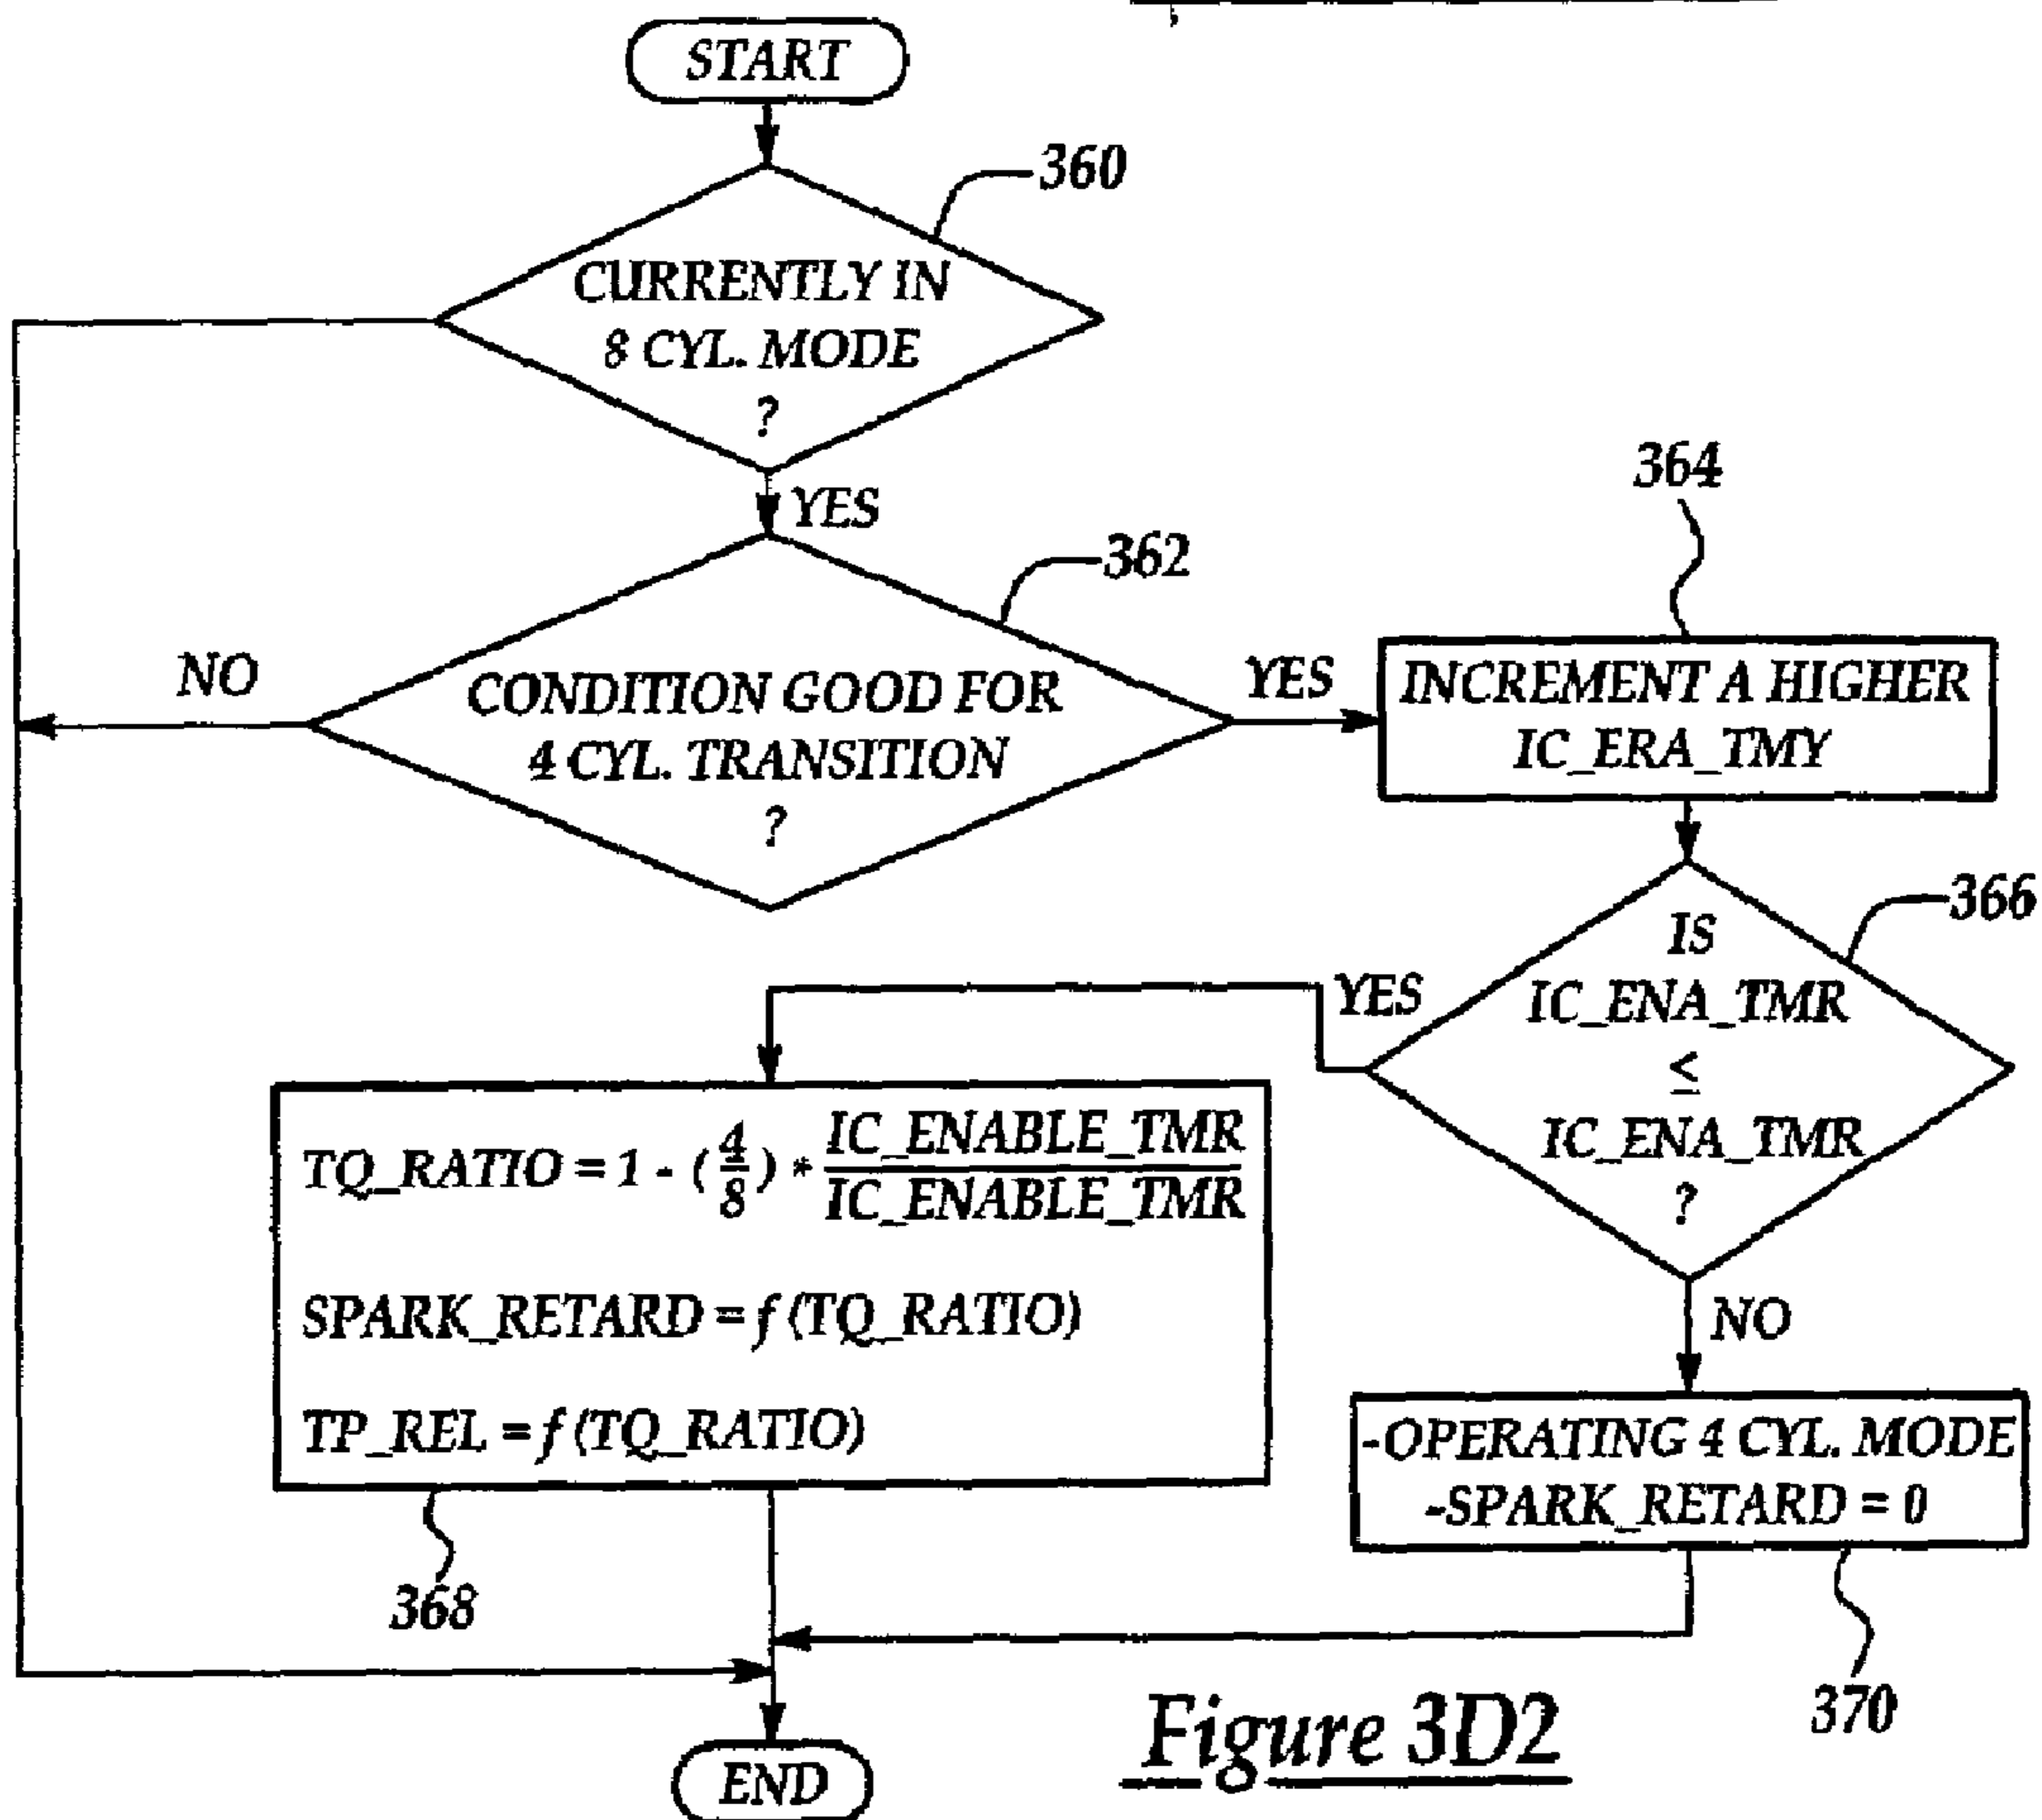 START
360
CURRENTLY IN
8 CYL. MODE
?
YES
362
364
NO
CONDITION GOOD FOR
4 CYL. TRANSITION
?
YES
INCREMENT A HIGHER
IC_ERA_TMY
366
IS
IC_ENA_TMR
≤
IC_ENA_TMR
?
YES
TQ_RATIO = 1 - (4/8) * IC_ENABLE_TMR/IC_ENABLE_TMR
SPARK_RETARD = f (TQ_RATIO)
TP_REL = f (TQ_RATIO)
NO
-OPERATING 4 CYL. MODE
-SPARK_RETARD = 0
368
370
END
Figure 3D2